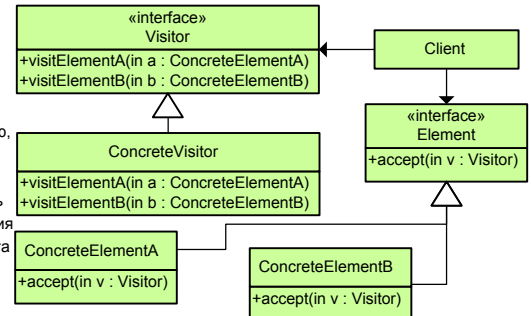 «interface»
Visitor
+visitElementA(in a : ConcreteElementA)
+visitElementB(in b : ConcreteElementB)
Client
«interface»
Element
+accept(in v : Visitor)
ConcreteVisitor
+visitElementA(in a : ConcreteElementA)
+visitElementB(in b : ConcreteElementB)
ConcreteElementA
+accept(in v : Visitor)
ConcreteElementB
+accept(in v : Visitor)